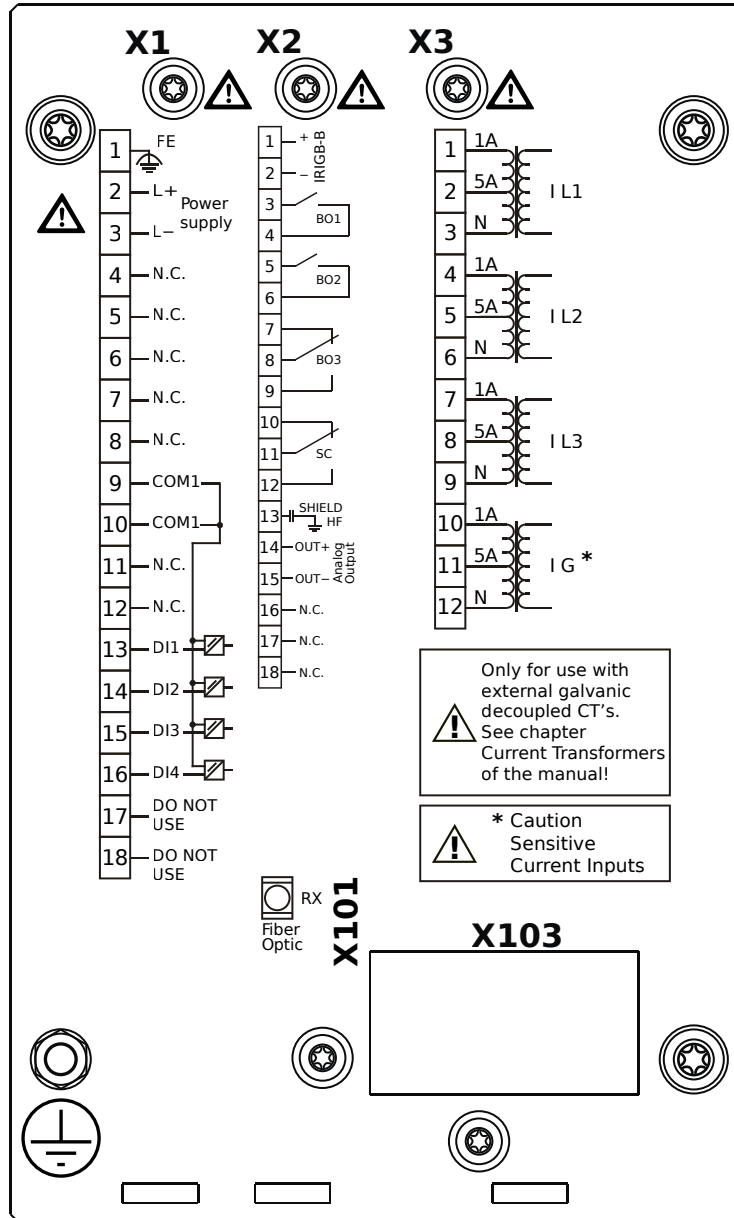 X1
X2
X3
1 FE
2 L+
Power
supply
3 L−
4 N.C.
5 N.C.
6 N.C.
7 N.C.
8 N.C.
9 COM1
10 COM1
11 N.C.
12 N.C.
13 DI1
14 DI2
15 DI3
16 DI4
17 DO NOT
USE
18 DO NOT
USE
1 +
IRIGB-B
2 −
3
BO1
4
5
BO2
6
7
8 BO3
9
10
11 SC
12
13 SHIELD
HF
14 OUT+
Analog
Output
15 OUT−
16 N.C.
17 N.C.
18 N.C.
1 1A
2 5A I L1
3 N
4 1A
5 5A I L2
6 N
7 1A
8 5A I L3
9 N
10 1A
11 5A I G *
12 N
Only for use with
external galvanic
decoupled CT's.
See chapter
Current Transformers
of the manual!
* Caution
Sensitive
Current Inputs
RX
Fiber
Optic
X101
X103